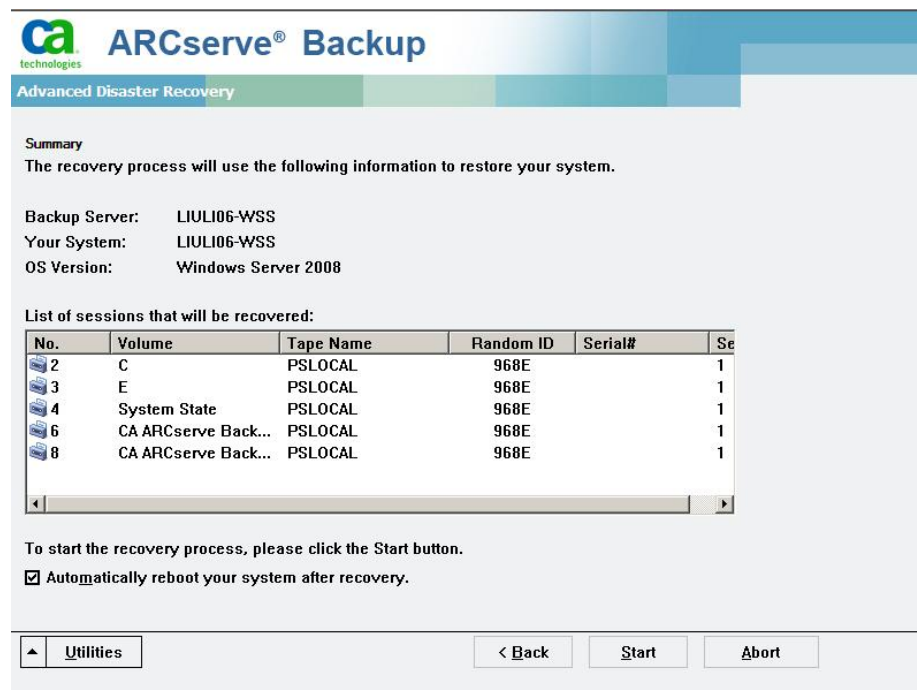 ca
technologies
ARCserve® Backup
Advanced Disaster Recovery
Summary
The recovery process will use the following information to restore your system.
Backup Server: LIULI06-WSS
Your System: LIULI06-WSS
OS Version: Windows Server 2008
List of sessions that will be recovered:
No. Volume Tape Name Random ID Serial# Se
2 C PSLOCAL 968E 1
3 E PSLOCAL 968E 1
4 System State PSLOCAL 968E 1
6 CA ARCserve Back... PSLOCAL 968E 1
8 CA ARCserve Back... PSLOCAL 968E 1
To start the recovery process, please click the Start button.
Automatically reboot your system after recovery.
Utilities < Back Start Abort